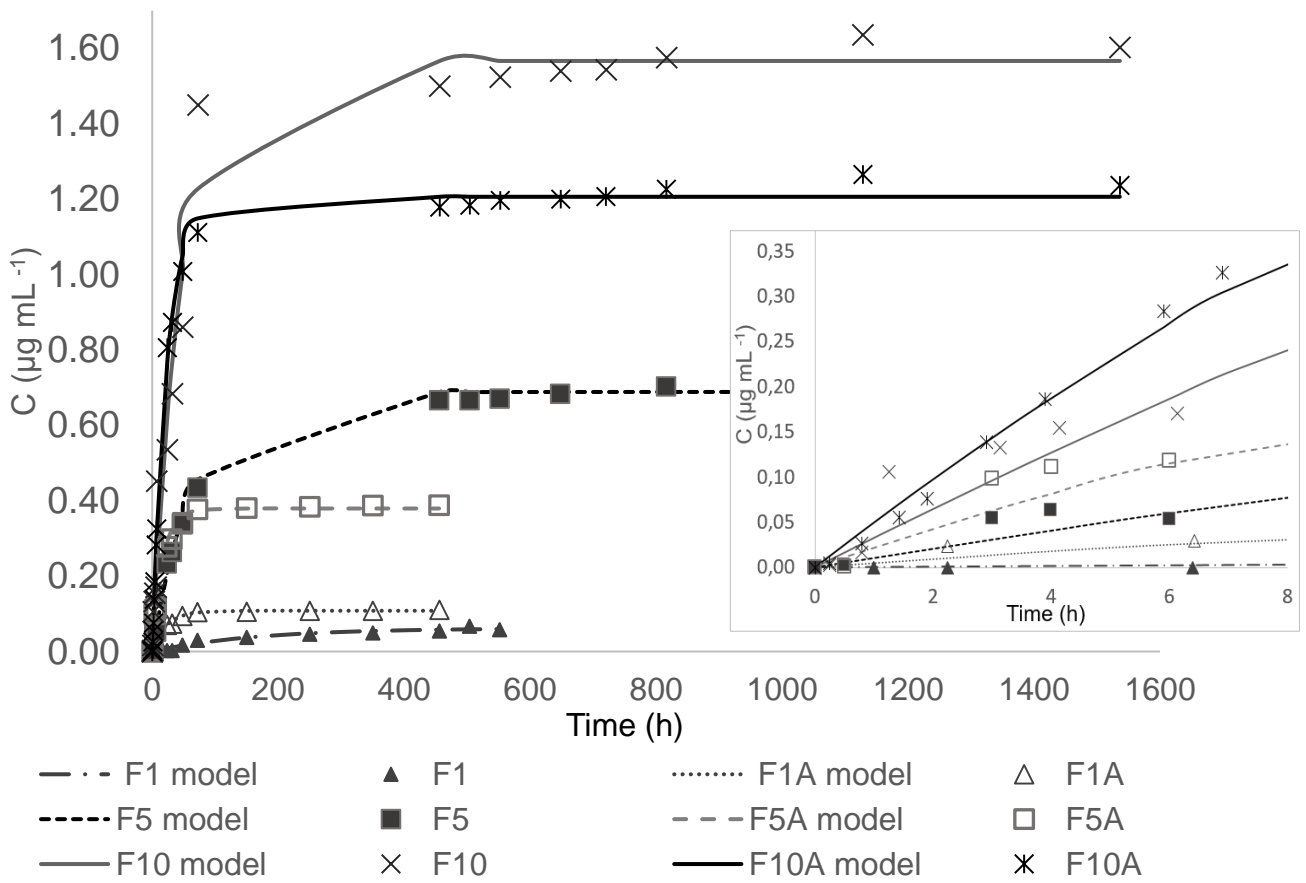 1.60
1.40
1.20
1.00
0.80
0.60
0.40
0.20
0.00
C (µg mL -1)
0 200 400 600 800 1000 1200 1400 1600
Time (h)
0,35
0,30
0,25
0,20
0,15
0,10
0,05
0,00
C (µg mL -1)
0 2 4 6 8
Time (h)
F1 model F1 F1A model F1A
F5 model F5 F5A model F5A
F10 model F10 F10A model F10A